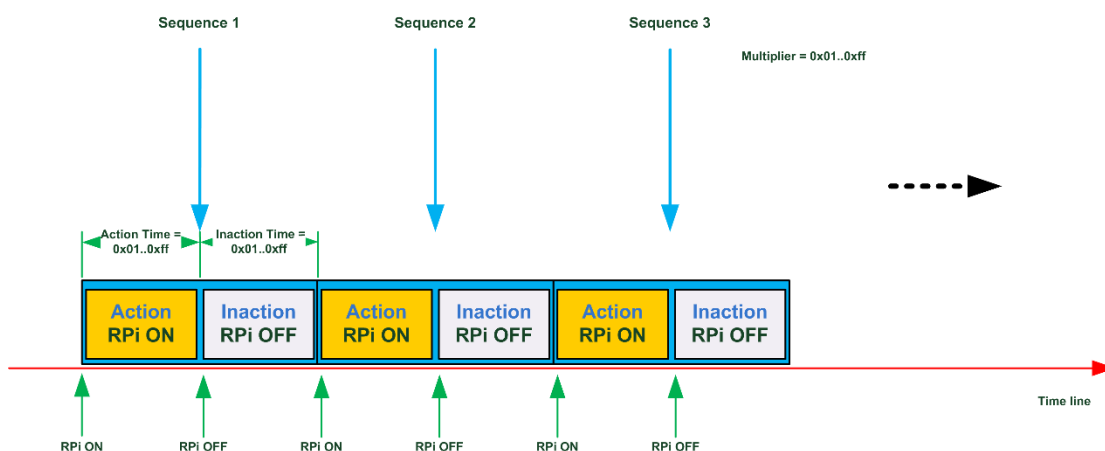 Sequence 1
Sequence 2
Sequence 3
Multiplier = 0x01..0xff
Action Time =
0x01..0xff
Inaction Time =
0x01..0xff
Action
RPi ON
Inaction
RPi OFF
Action
RPi ON
Inaction
RPi OFF
Action
RPi ON
Inaction
RPi OFF
Time line
RPi ON
RPi OFF
RPi ON
RPi OFF
RPi ON
RPi OFF